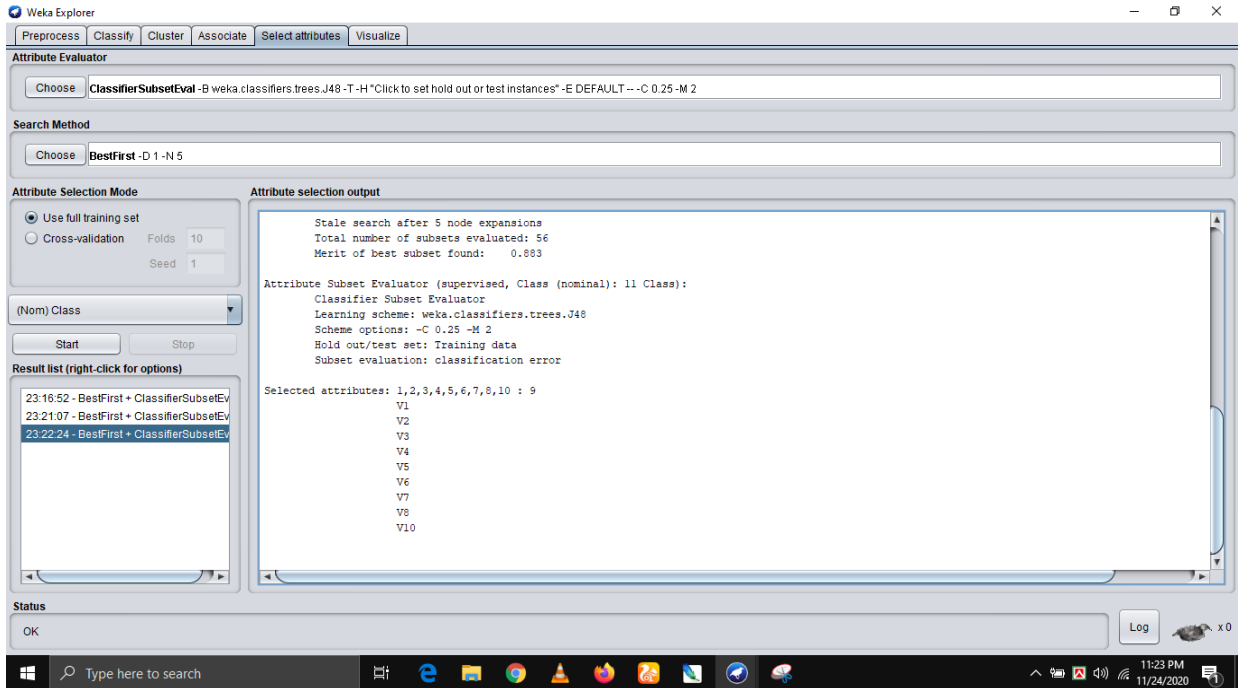 Weka Explorer
Preprocess Classify Cluster Associate Select attributes Visualize
Attribute Evaluator
Choose ClassifierSubsetEval -B weka.classifiers.trees.J48 -T -H "Click to set hold out or test instances" -E DEFAULT -- -C 0.25 -M 2
Search Method
Choose BestFirst -D 1 -N 5
Attribute Selection Mode
Use full training set
Cross-validation Folds 10
Seed 1
(Nom) Class
Start Stop
Result list (right-click for options)
23:16:52 - BestFirst + ClassifierSubsetEv
23:21:07 - BestFirst + ClassifierSubsetEv
23:22:24 - BestFirst + ClassifierSubsetEv
Attribute selection output
Stale search after 5 node expansions
Total number of subsets evaluated: 56
Merit of best subset found: 0.883
Attribute Subset Evaluator (supervised, Class (nominal): 11 Class):
Classifier Subset Evaluator
Learning scheme: weka.classifiers.trees.J48
Scheme options: -C 0.25 -M 2
Hold out/test set: Training data
Subset evaluation: classification error
Selected attributes: 1,2,3,4,5,6,7,8,10 : 9
V1
V2
V3
V4
V5
V6
V7
V8
V10
Status
OK
Log x 0
Type here to search
11:23 PM
11/24/2020
1